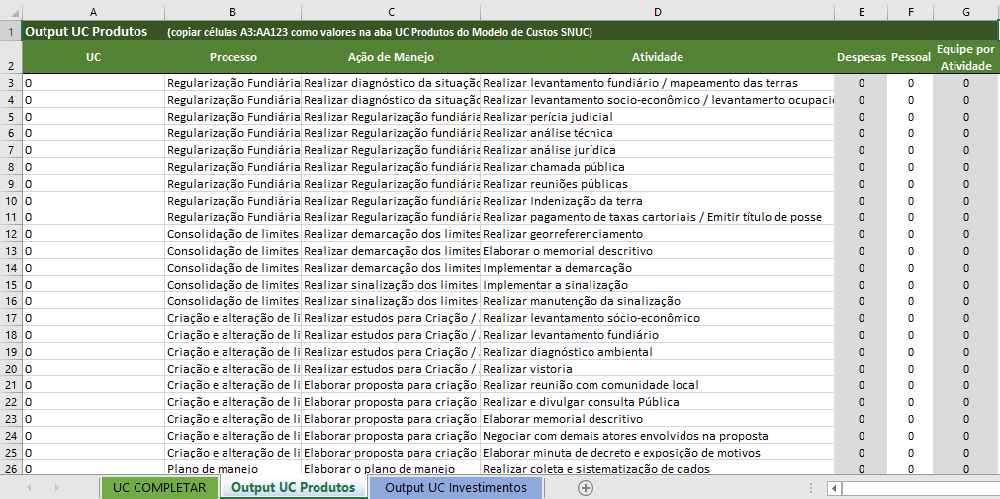 A B C D E F G
1 Output UC Produtos (copiar células A3:AA123 como valores na aba UC Produtos do Modelo de Custos SNUC)
2 UC Processo Ação de Manejo Atividade Despesas Pessoal Equipe por Atividade
3 0 Regularização Fundiária Realizar diagnóstico da situaçã Realizar levantamento fundiário / mapeamento das terras 0 0 0
4 0 Regularização Fundiária Realizar diagnóstico da situaçã Realizar levantamento socio-econômico / levantamento ocupaci 0 0 0
5 0 Regularização Fundiária Realizar Regularização fundiária Realizar perícia judicial 0 0 0
6 0 Regularização Fundiária Realizar Regularização fundiária Realizar análise técnica 0 0 0
7 0 Regularização Fundiária Realizar Regularização fundiária Realizar análise jurídica 0 0 0
8 0 Regularização Fundiária Realizar Regularização fundiária Realizar chamada pública 0 0 0
9 0 Regularização Fundiária Realizar Regularização fundiária Realizar reuniões públicas 0 0 0
10 0 Regularização Fundiária Realizar Regularização fundiária Realizar Indenização da terra 0 0 0
11 0 Regularização Fundiária Realizar Regularização fundiária Realizar pagamento de taxas cartoriais / Emitir título de posse 0 0 0
12 0 Consolidação de limites Realizar demarcação dos limites Realizar georreferenciamento 0 0 0
13 0 Consolidação de limites Realizar demarcação dos limites Elaborar o memorial descritivo 0 0 0
14 0 Consolidação de limites Realizar demarcação dos limites Implementar a demarcação 0 0 0
15 0 Consolidação de limites Realizar sinalização dos limites Implementar a sinalização 0 0 0
16 0 Consolidação de limites Realizar sinalização dos limites Realizar manutenção da sinalização 0 0 0
17 0 Criação e alteração de li Realizar estudos para Criação / Realizar levantamento sócio-econômico 0 0 0
18 0 Criação e alteração de li Realizar estudos para Criação / Realizar levantamento fundiário 0 0 0
19 0 Criação e alteração de li Realizar estudos para Criação / Realizar diagnóstico ambiental 0 0 0
20 0 Criação e alteração de li Realizar estudos para Criação / Realizar vistoria 0 0 0
21 0 Criação e alteração de li Elaborar proposta para criação Realizar reunião com comunidade local 0 0 0
22 0 Criação e alteração de li Elaborar proposta para criação Realizar e divulgar consulta Pública 0 0 0
23 0 Criação e alteração de li Elaborar proposta para criação Elaborar memorial descritivo 0 0 0
24 0 Criação e alteração de li Elaborar proposta para criação Negociar com demais atores envolvidos na proposta 0 0 0
25 0 Criação e alteração de li Elaborar proposta para criação Elaborar minuta de decreto e exposição de motivos 0 0 0
26 0 Plano de manejo Elaborar o plano de manejo Realizar coleta e sistematização de dados 0 0 0
UC COMPLETAR Output UC Produtos Output UC Investimentos